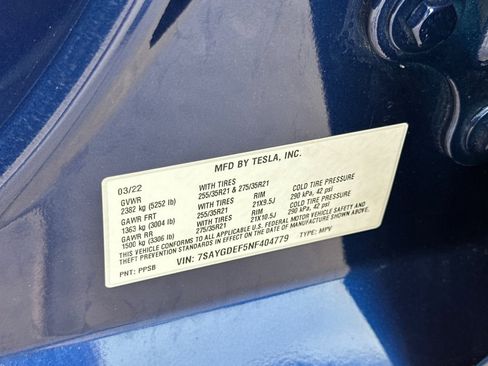 MFD BY TESLA, INC.
03/22
GVWR WITH TIRES COLD TIRE PRESSURE
2382 kg (5252 lb) 255/35R21 & 275/35R21 RIM 290 kPa, 42 psi
GAWR FRT WITH TIRES 21X9.5J
1363 kg (3004 lb) 255/35R21 RIM COLD TIRE PRESSURE
GAWR RR WITH TIRES 21X10.5J 290 kPa, 42 psi
1500 kg (3306 lb) 275/35R21
THIS VEHICLE CONFORMS TO ALL APPLICABLE U.S. FEDERAL MOTOR VEHICLE SAFETY AND
THEFT PREVENTION STANDARDS IN EFFECT ON THE DATE OF MANUFACTURE SHOWN ABOVE.
VIN: 7SAYGDEF5NF404779 TYPE: MPV
PNT: PPSB